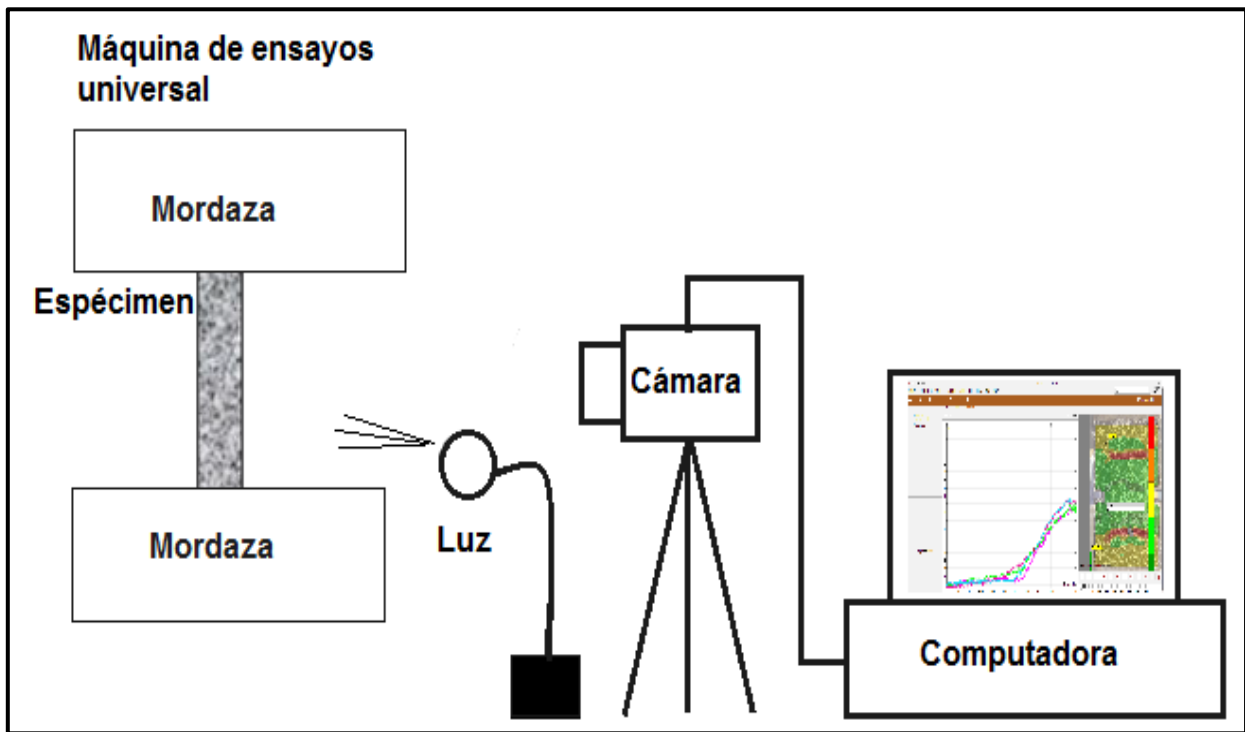 Máquina de ensayos
universal
Mordaza
Espécimen
Cámara
Mordaza
Luz
Computadora